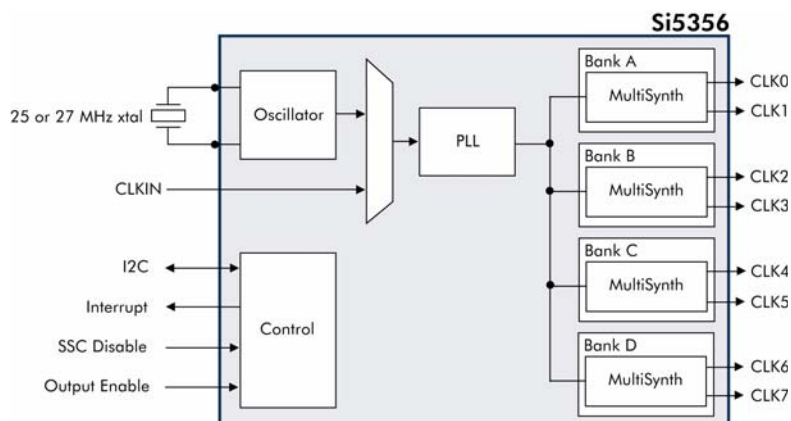 Si5356
25 or 27 MHz xtal
Oscillator
CLKIN
PLL
Bank A
MultiSynth
CLK0
CLK1
Bank B
MultiSynth
CLK2
CLK3
Bank C
MultiSynth
CLK4
CLK5
Bank D
MultiSynth
CLK6
CLK7
I2C
Interrupt
SSC Disable
Output Enable
Control